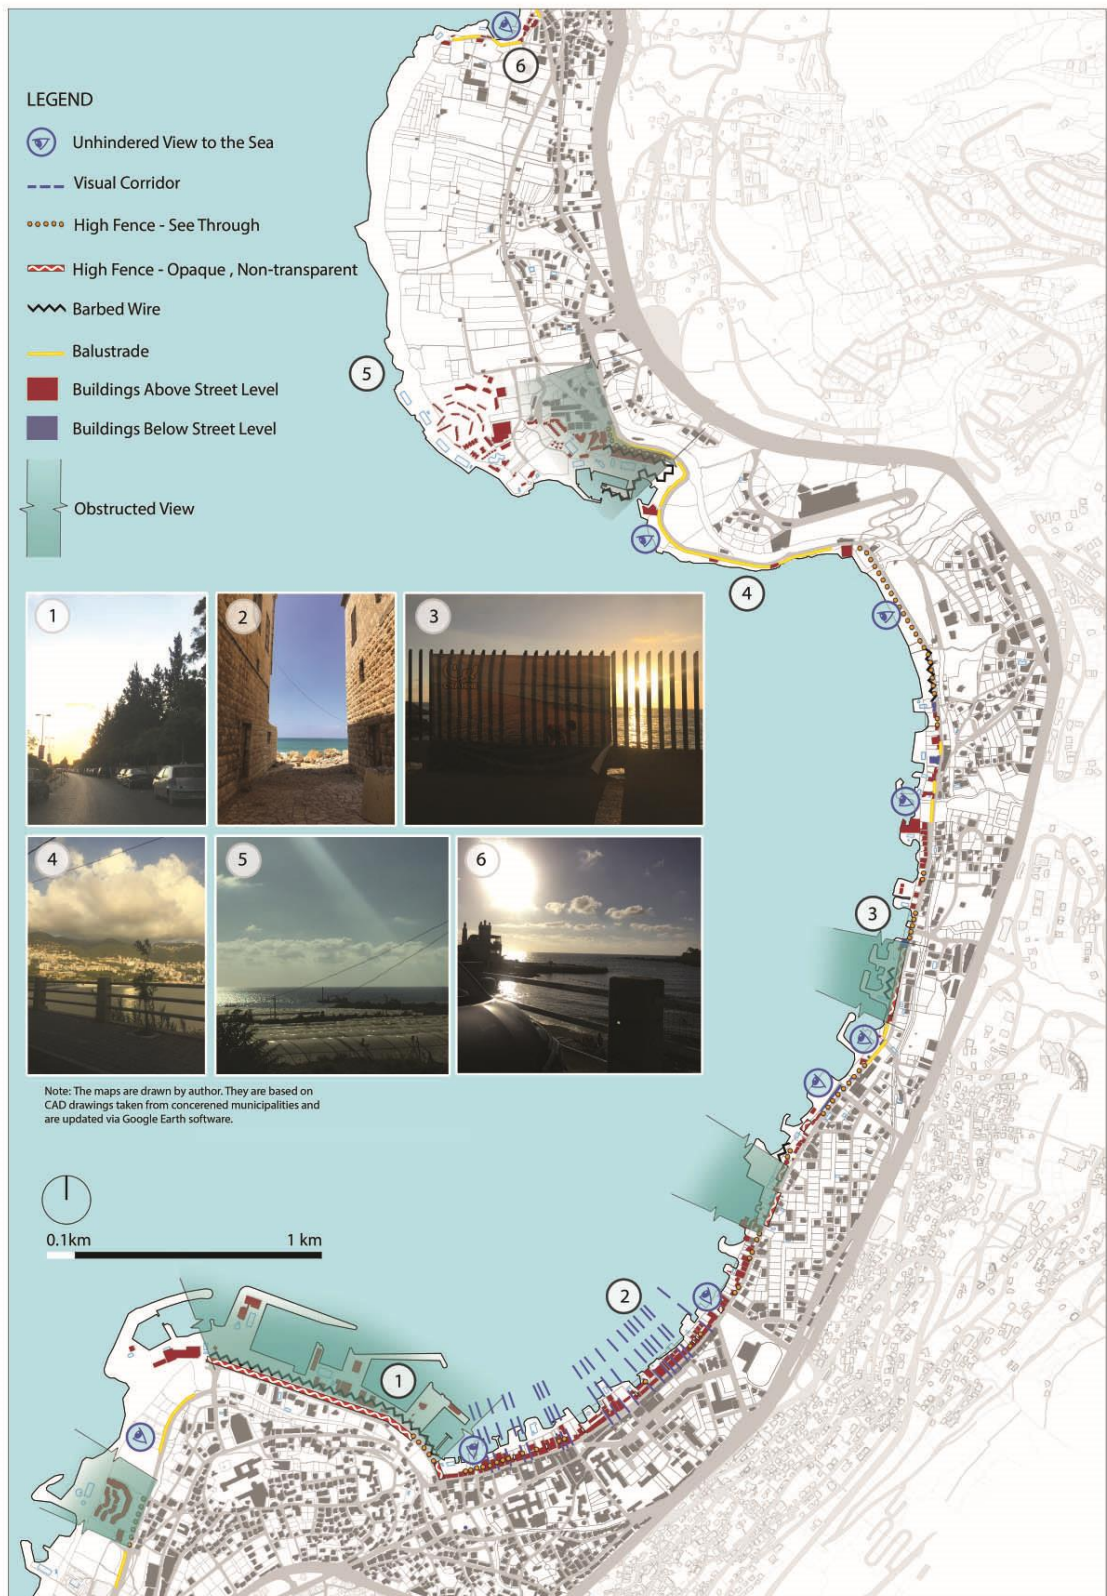 6
LEGEND
Unhindered View to the Sea
Visual Corridor
High Fence - See Through
High Fence - Opaque , Non-transparent
Barbed Wire
Balustrade
5
Buildings Above Street Level
Buildings Below Street Level
Obstructed View
4
1
2
3
3
4
5
6
Note: The maps are drawn by author. They are based on
CAD drawings taken from concerened municipalities and
are updated via Google Earth software.
0.1km 1 km
2
1